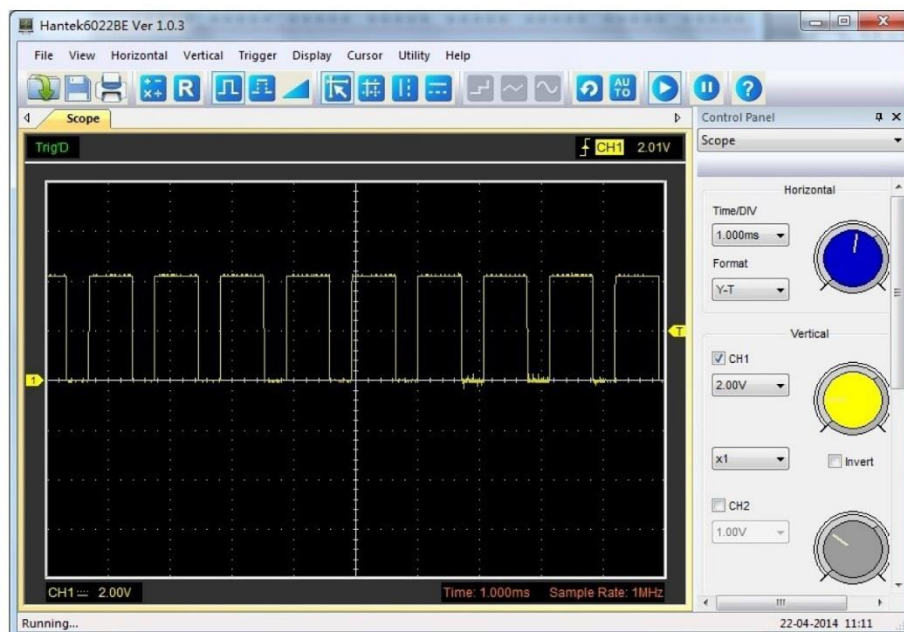 Hantek6022BE Ver 1.0.3
File View Horizontal Vertical Trigger Display Cursor Utility Help
R
AUTO
?
Scope
Control Panel
Trig'D
CH1 2.01V
Scope
Horizontal
Time/DIV
1.000ms
Format
Y-T
T
1
Vertical
CH1
2.00V
x1
Invert
CH2
1.00V
CH1 2.00V
Time: 1.000ms Sample Rate: 1MHz
Running...
22-04-2014 11:11